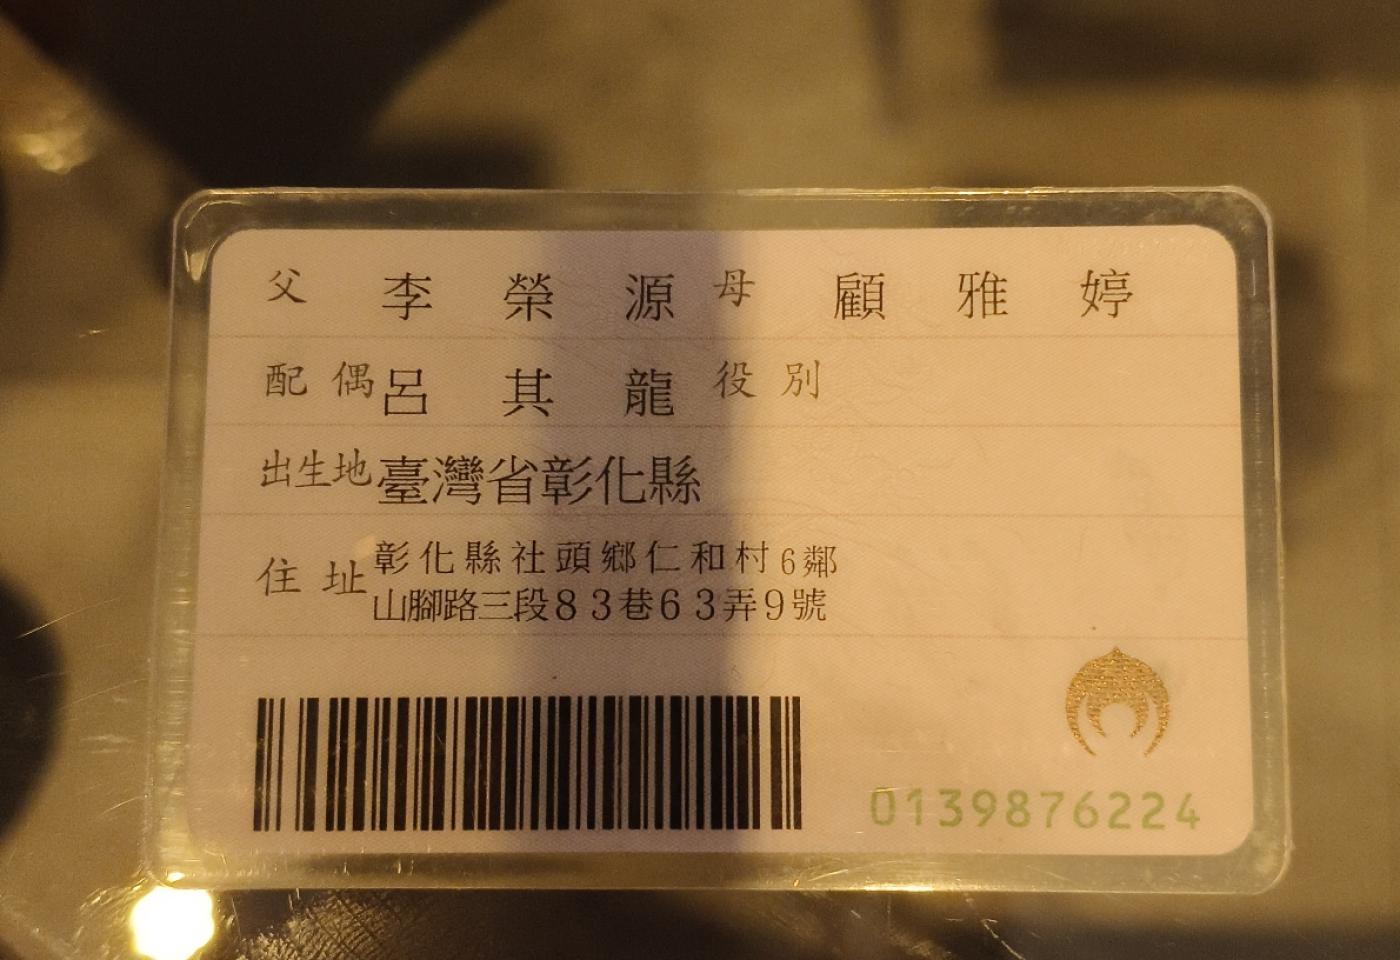 父 李榮源 母 顧雅婷
配偶 呂其龍 役別
出生地 臺灣省彰化縣
住址 彰化縣社頭鄉仁和村6鄰
山腳路三段83巷63弄9號
0139876224